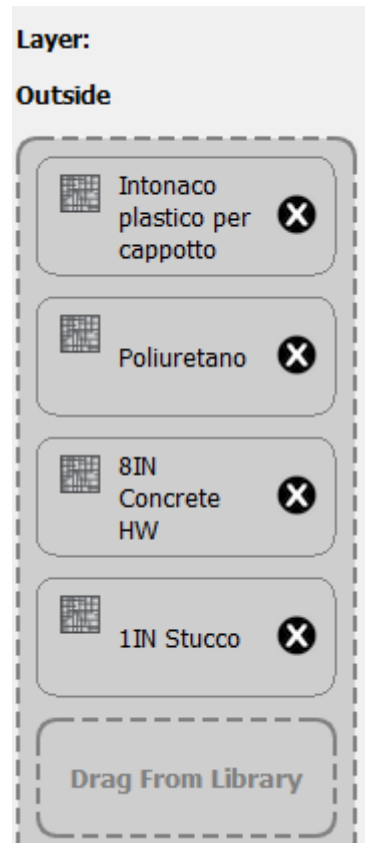 Layer:
Outside
Intonaco
plastico per
cappotto
Poliuretano
8IN
Concrete
HW
1IN Stucco
Drag From Library